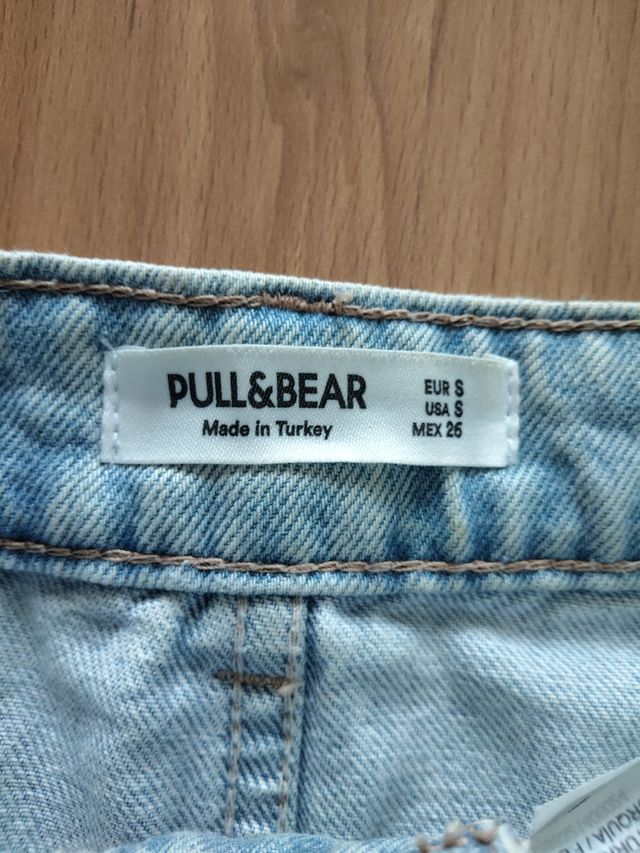 PULL&BEAR
Made in Turkey
EUR S
USA S
MEX 26